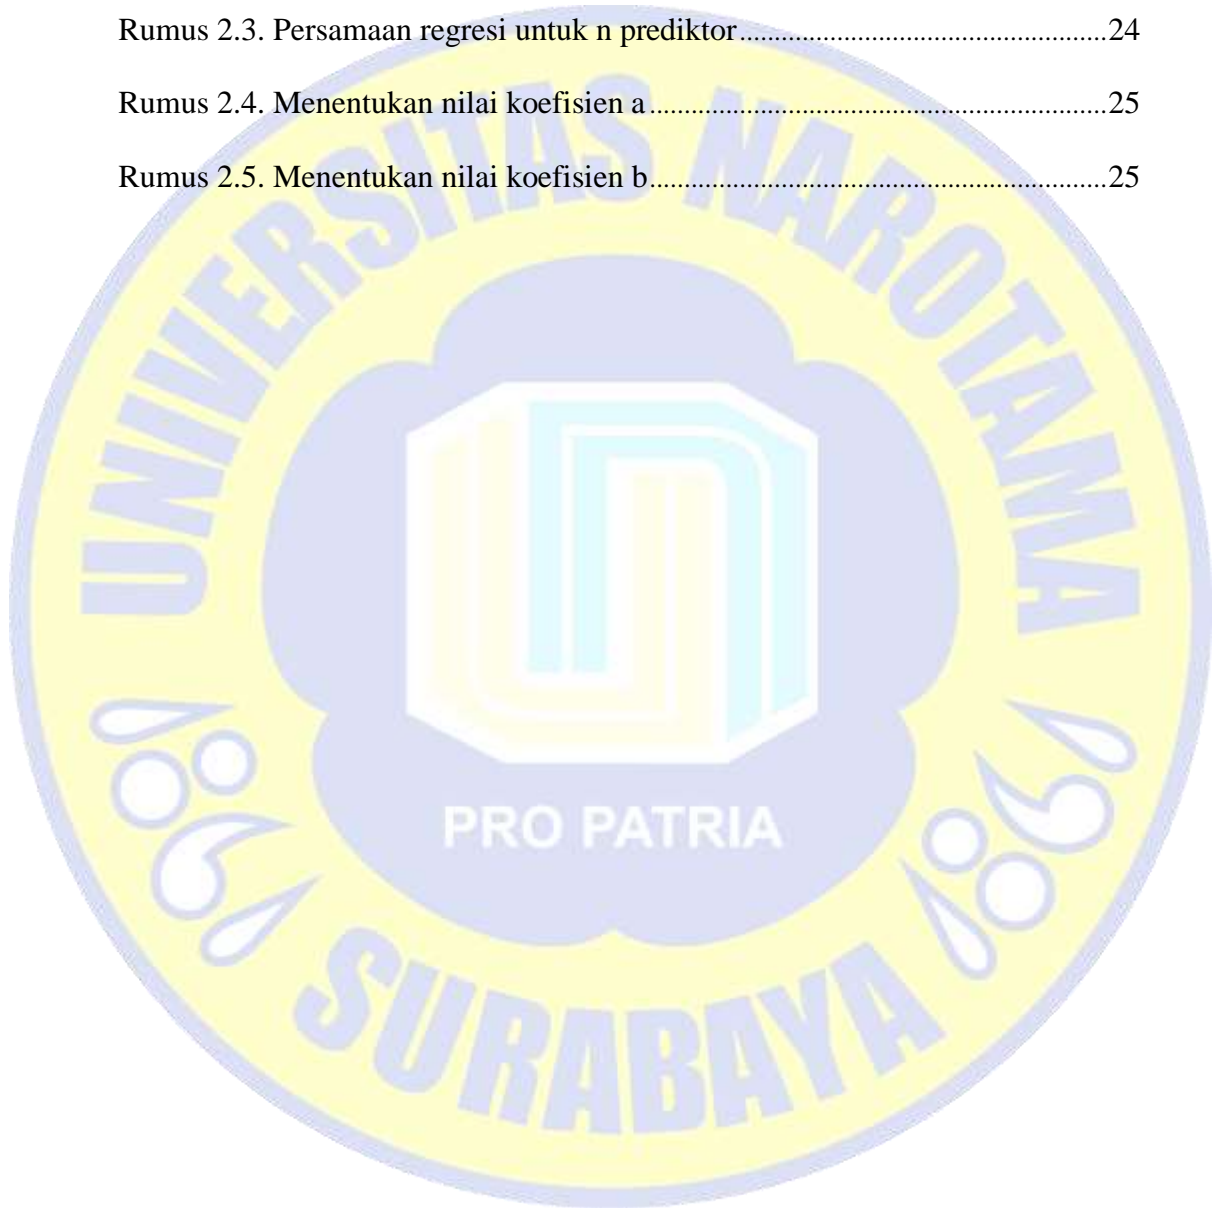 Rumus 2.3. Persamaan regresi untuk n prediktor..............................................24
Rumus 2.4. Menentukan nilai koefisien a.........................................................25
Rumus 2.5. Menentukan nilai koefisien b.........................................................25
UNIVERSITAS NAROTAMA
PRO PATRIA
SURABAYA